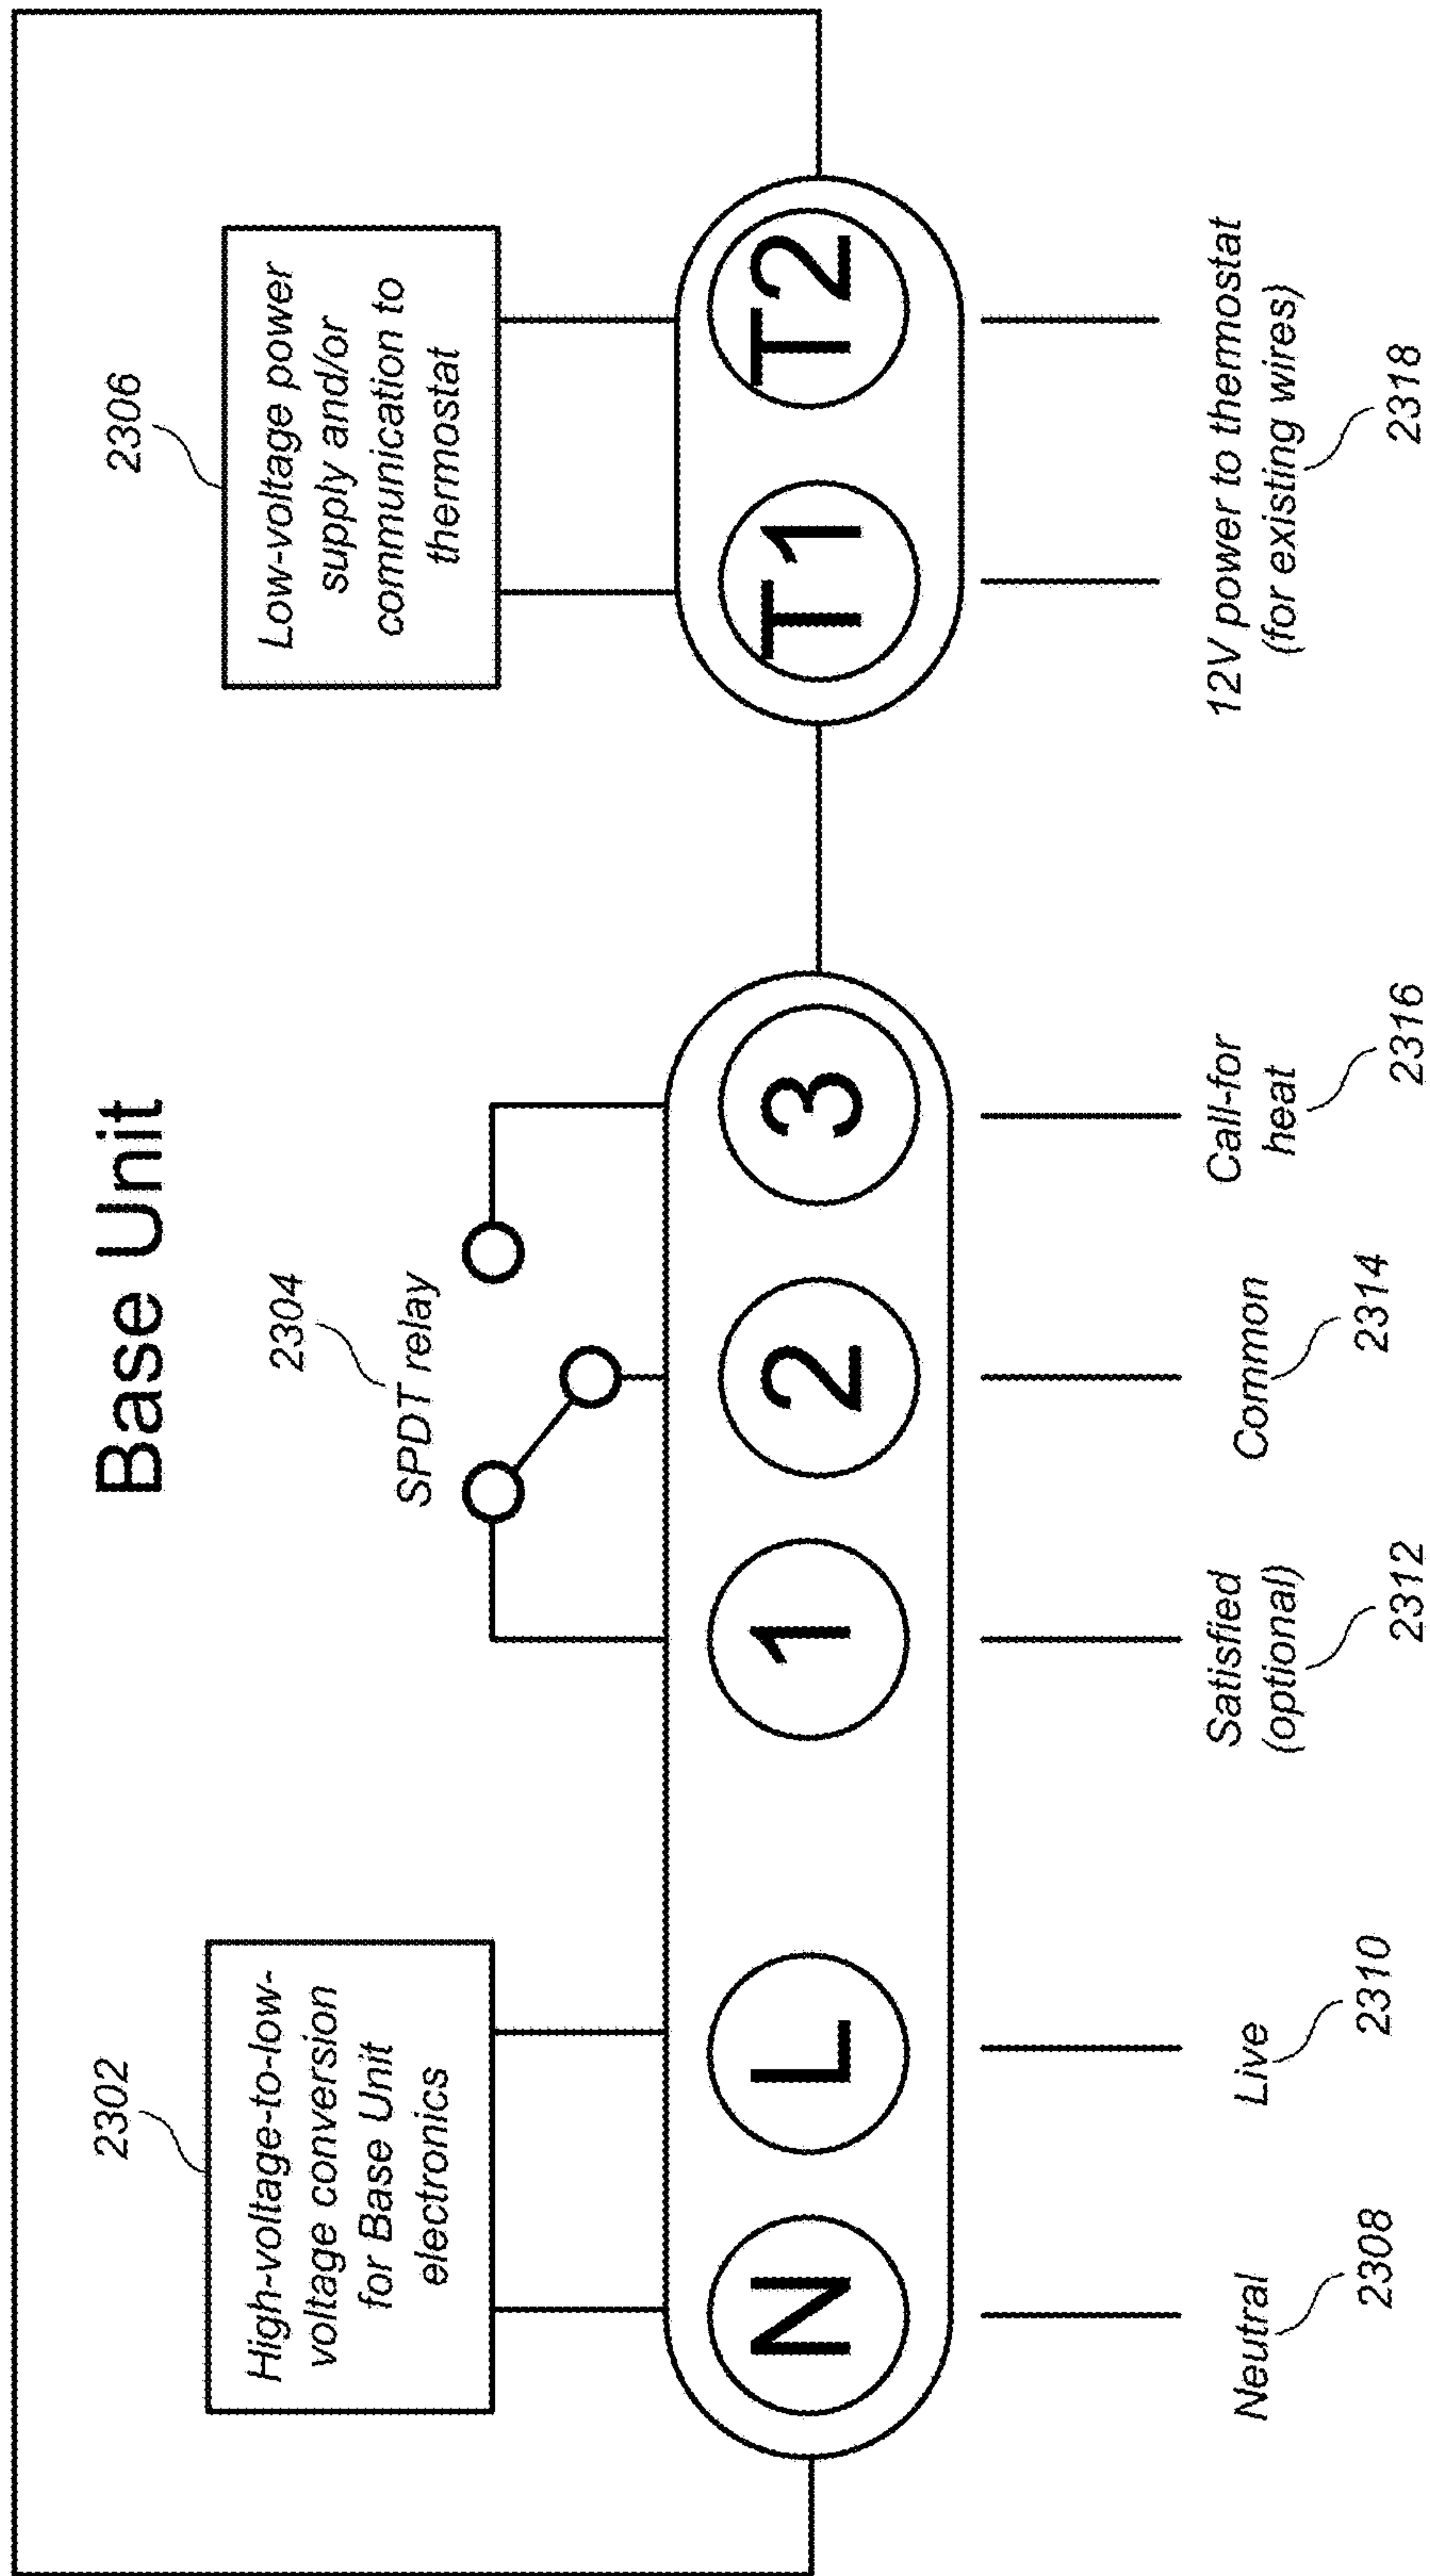 Base Unit
2302
High-voltage-to-low-
voltage conversion
for Base Unit
electronics
2304
SPDT relay
2306
Low-voltage power
supply and/or
communication to
thermostat
N
L
1
2
3
T1
T2
Neutral
2308
Live
2310
Satisfied
(optional)
2312
Common
2314
Call-for
heat
2316
12V power to thermostat
(for existing wires)
2318